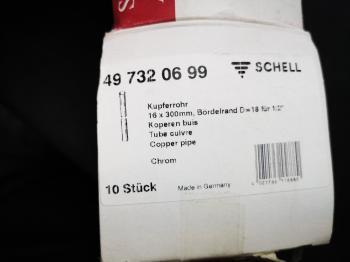 49 732 06 99
SCHELL
Kupferrohr
16 x 300mm, Bördelrand D=18 für 1/2"
Koperen buis
Tube cuivre
Copper pipe
Chrom
10 Stück
Made in Germany